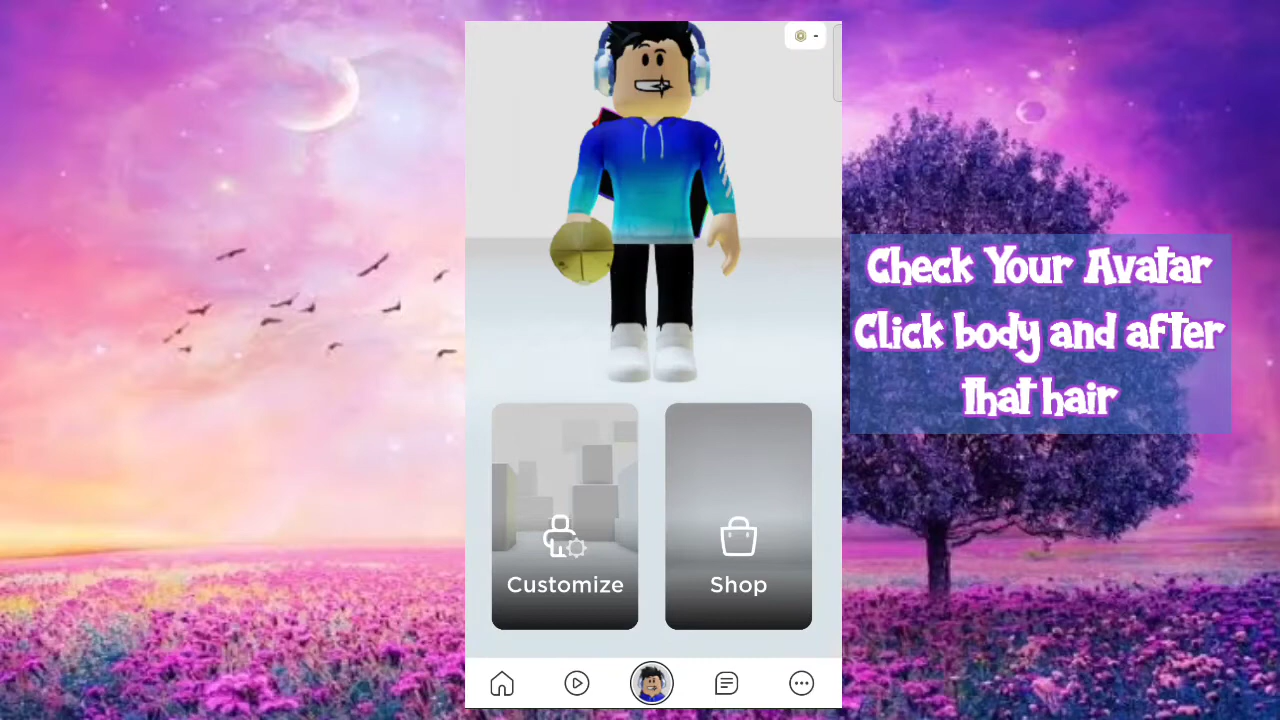 -
Check Your Avatar
Click body and after
that hair
Customize
Shop